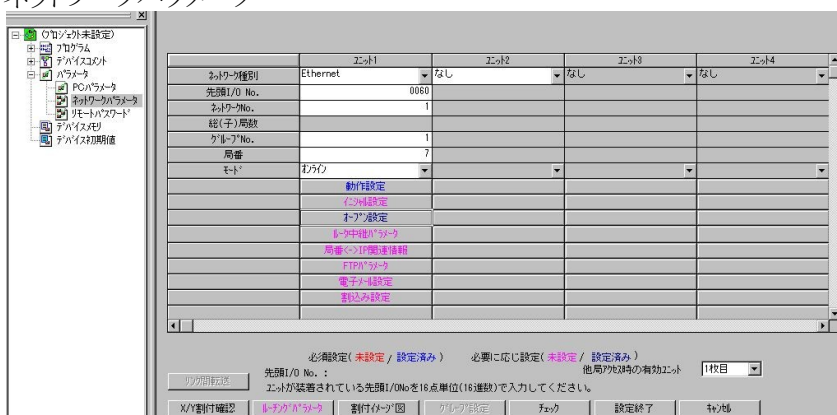 ネットワークパラメータ
(プロジェクト未設定)
プログラム
デバイスコメント
パラメータ
PCパラメータ
ネットワークパラメータ
リモートパスワード
デバイスメモリ
デバイス初期値
ユニット1 ユニット2 ユニット3 ユニット4
ネットワーク種別 Ethernet なし なし なし
先頭I/O No. 0060
ネットワークNo. 1
総(子)局数
グループNo. 1
局番 7
モード オンライン
動作設定
イニシャル設定
オープン設定
ルータ中継パラメータ
局番<->IP関連情報
FTPパラメータ
電子メール設定
割込み設定
必須設定( 未設定 / 設定済み ) 必要に応じ設定( 未設定 / 設定済み )
先頭I/O No. : 他局アクセス時の有効ユニット 1枚目
リンク間転送 ユニットが装着されている先頭I/ONoを16点単位(16進数)で入力してください。
X/Y割付確認 ルーチングパラメータ 割付イメージ図 グループ設定 チェック 設定終了 キャンセル